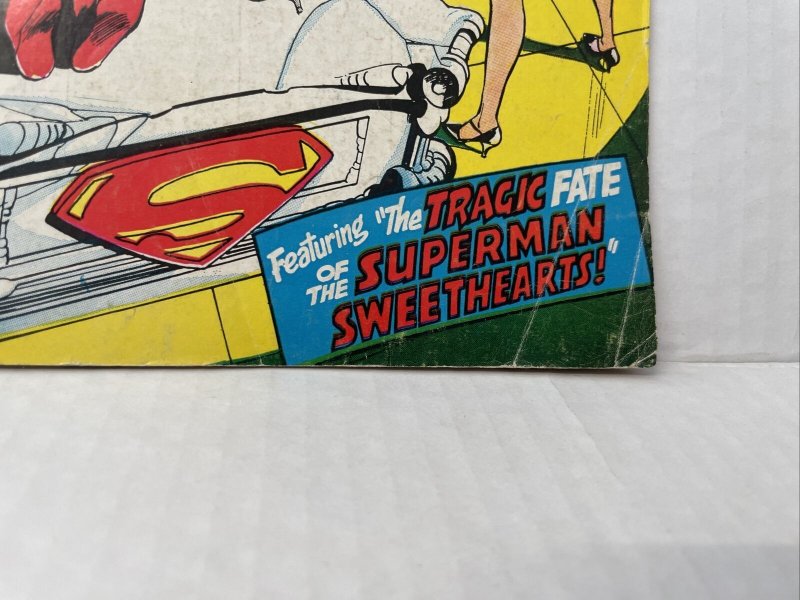 S
Featuring "The TRAGIC FATE
OF THE SUPERMAN
SWEETHEARTS!"